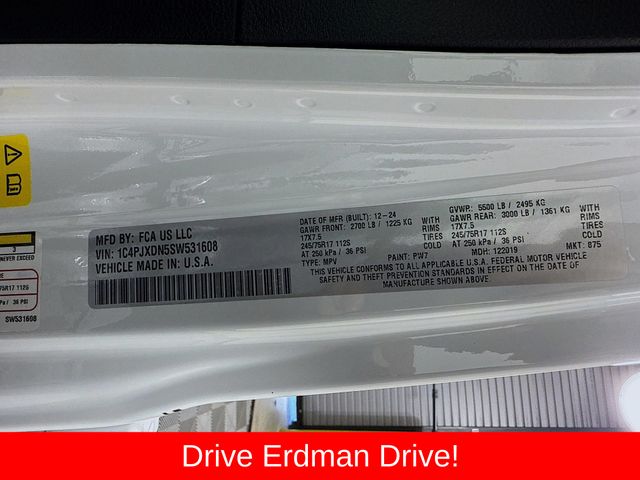 MFD BY: FCA US LLC
VIN: 1C4PJXDN5SW531608
VEHICLE MADE IN: U.S.A.
DATE OF MFR (BUILT): 12-24
GAWR FRONT: 2700 LB / 1225 KG WITH
17X7.5 RIMS
245/75R17 112S TIRES
AT 250 kPa / 36 PSI COLD
TYPE: MPV PAINT: PW7
GVWR: 5500 LB / 2495 KG
GAWR REAR: 3000 LB / 1361 KG WITH
17X7.5 RIMS
245/75R17 112S TIRES
AT 250 kPa / 36 PSI COLD
MDH: 122019 MKT: 875
THIS VEHICLE CONFORMS TO ALL APPLICABLE U.S.A. FEDERAL MOTOR VEHICLE
SAFETY AND THEFT PREVENTION STANDARDS IN EFFECT ON THE DATE OF
MANUFACTURE SHOWN ABOVE.
75R17 112S
Pa / 36 PSI
SW531608
Drive Erdman Drive!